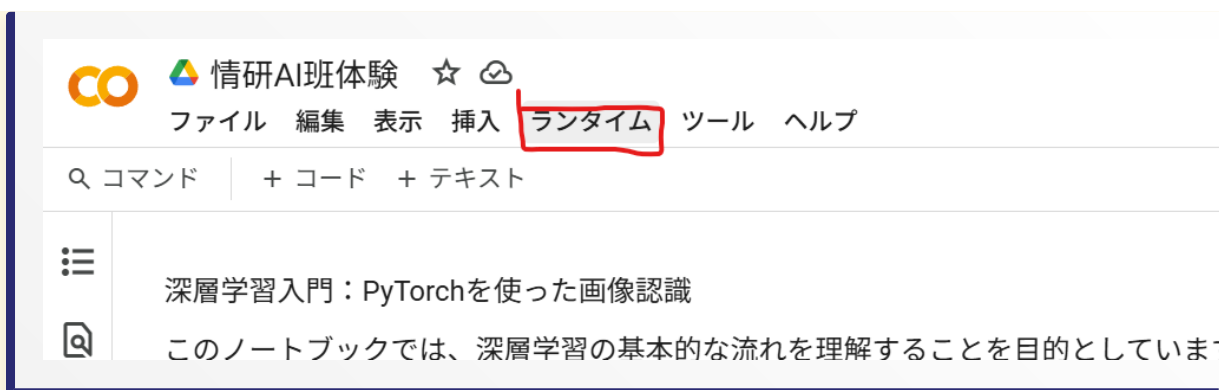 情研AI班体験
ファイル 編集 表示 挿入 ランタイム ツール ヘルプ
コマンド + コード + テキスト
深層学習入門：PyTorchを使った画像認識
このノートブックでは、深層学習の基本的な流れを理解することを目的としていま